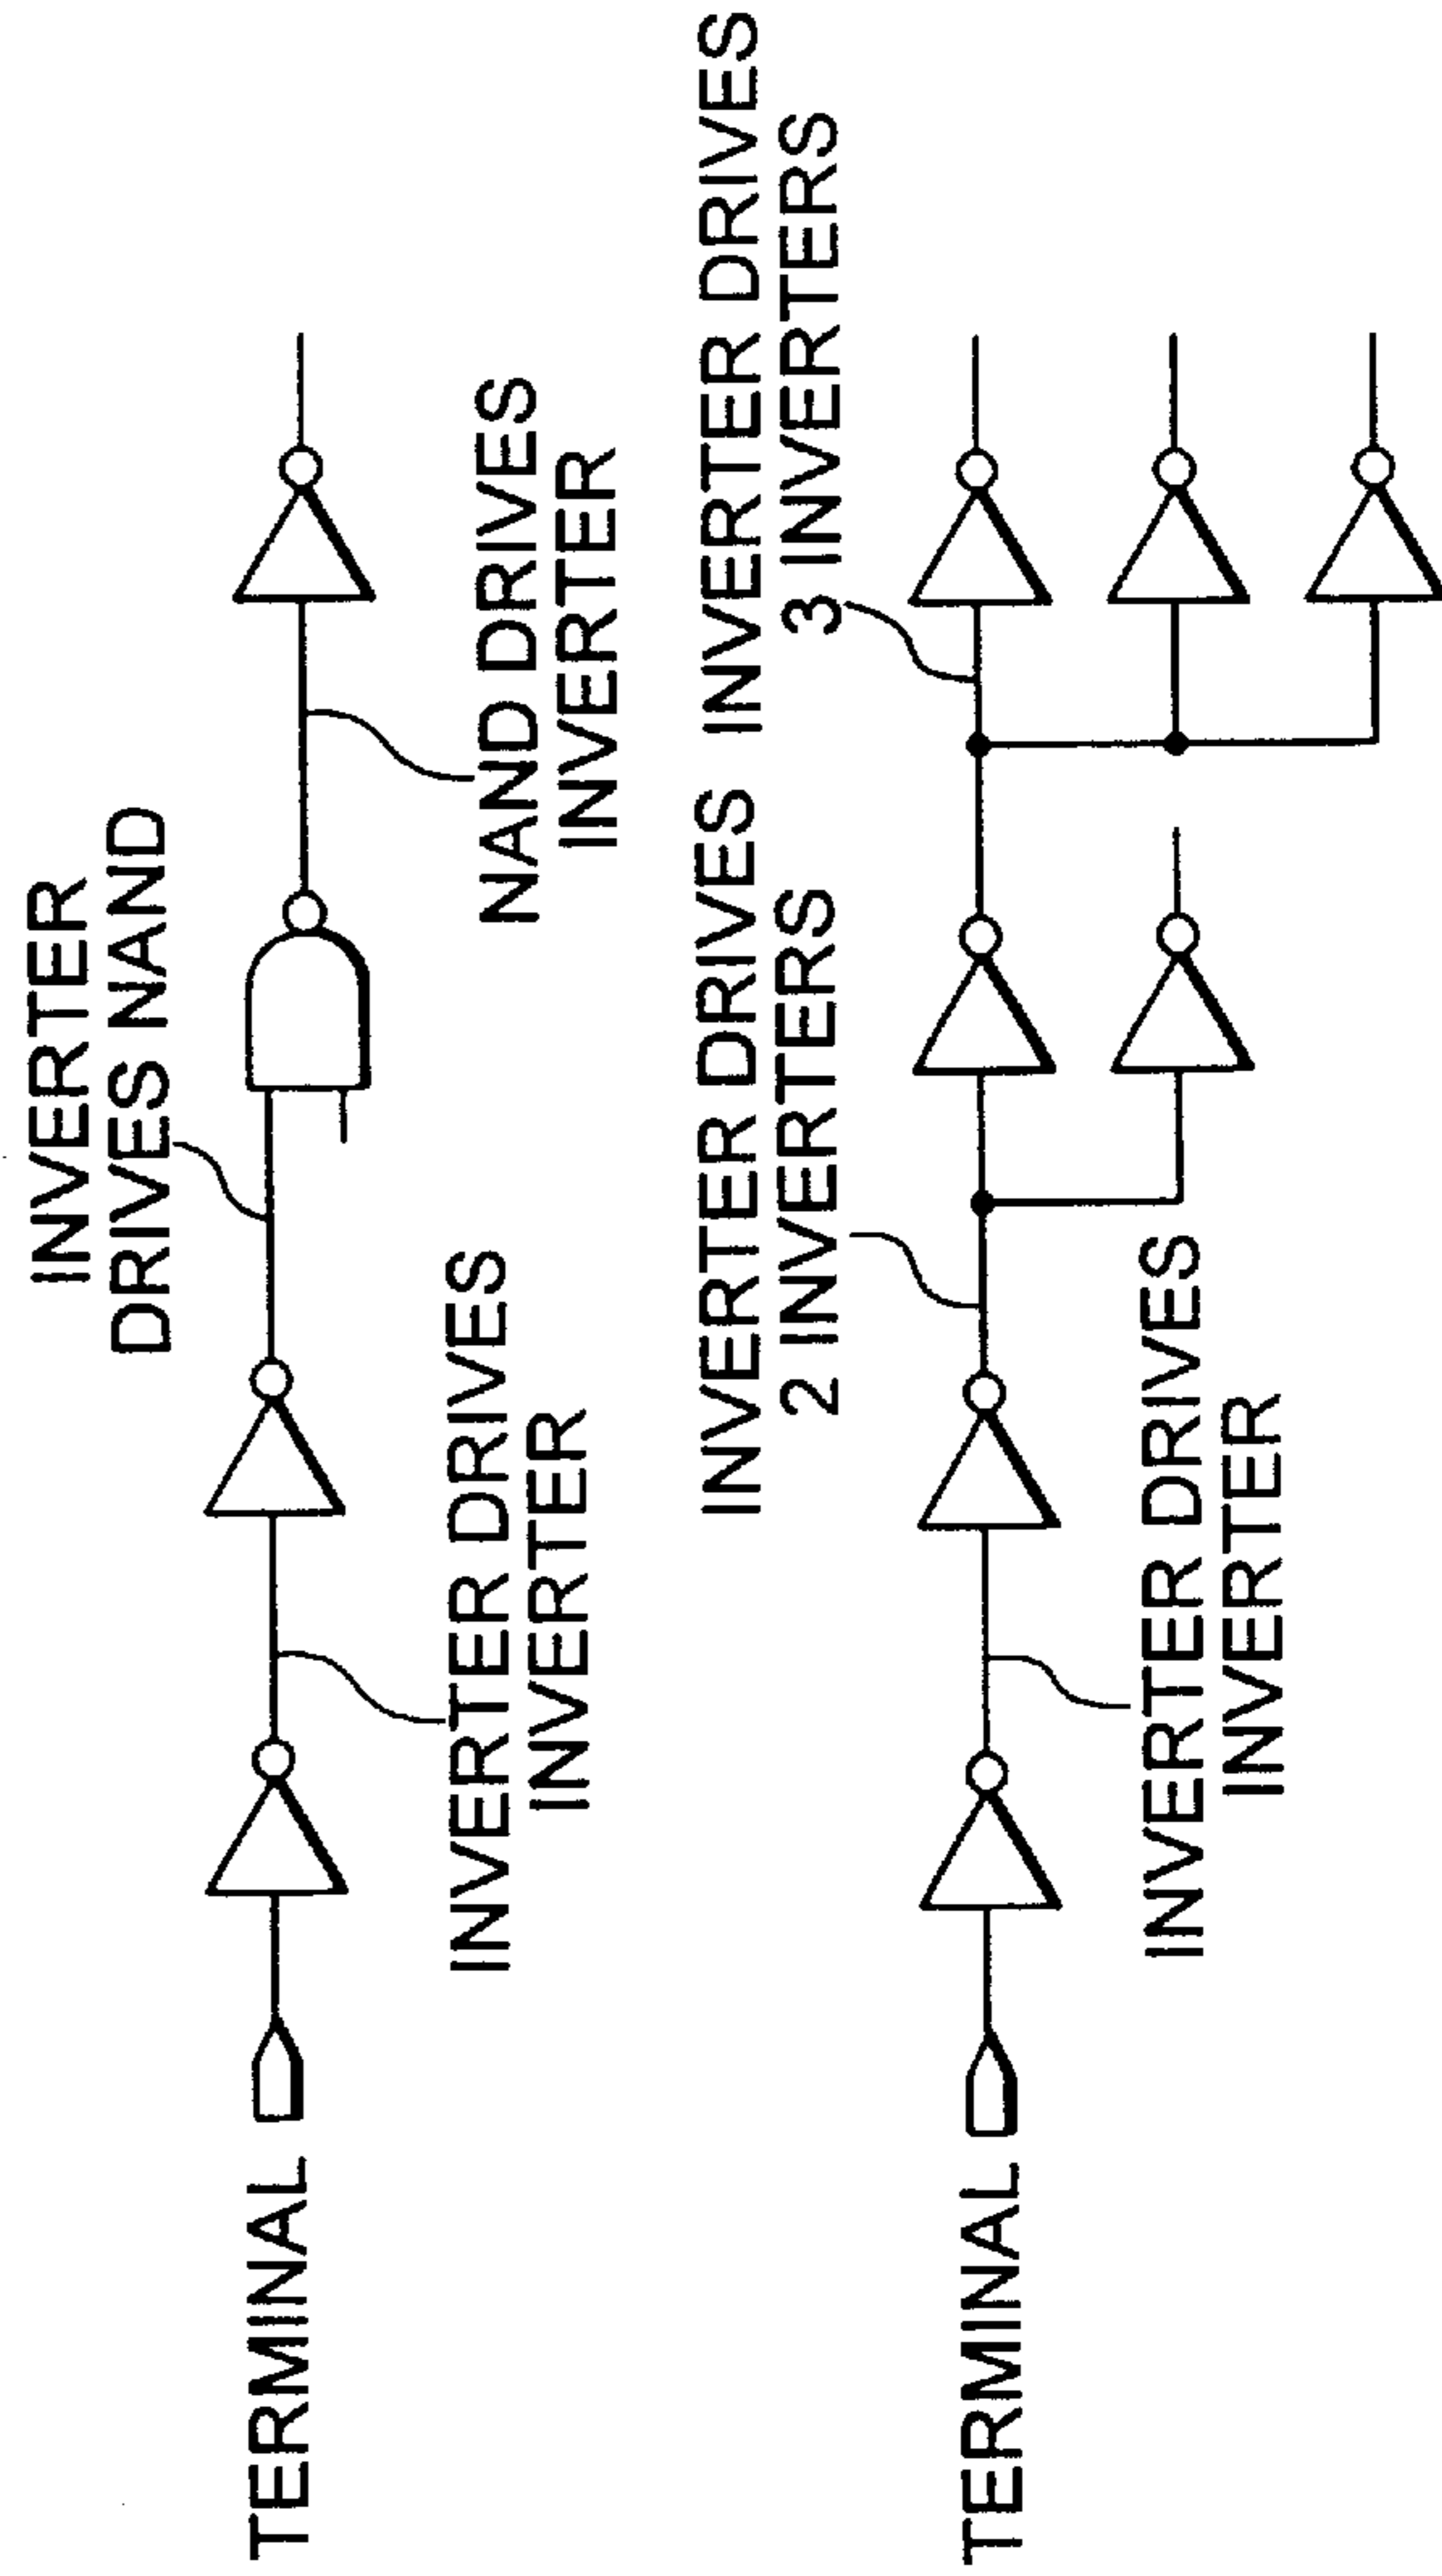 INVERTER
DRIVES NAND
TERMINAL
INVERTER DRIVES
INVERTER
NAND DRIVES
INVERTER
INVERTER DRIVES
2 INVERTERS
INVERTER DRIVES
3 INVERTERS
TERMINAL
INVERTER DRIVES
INVERTER